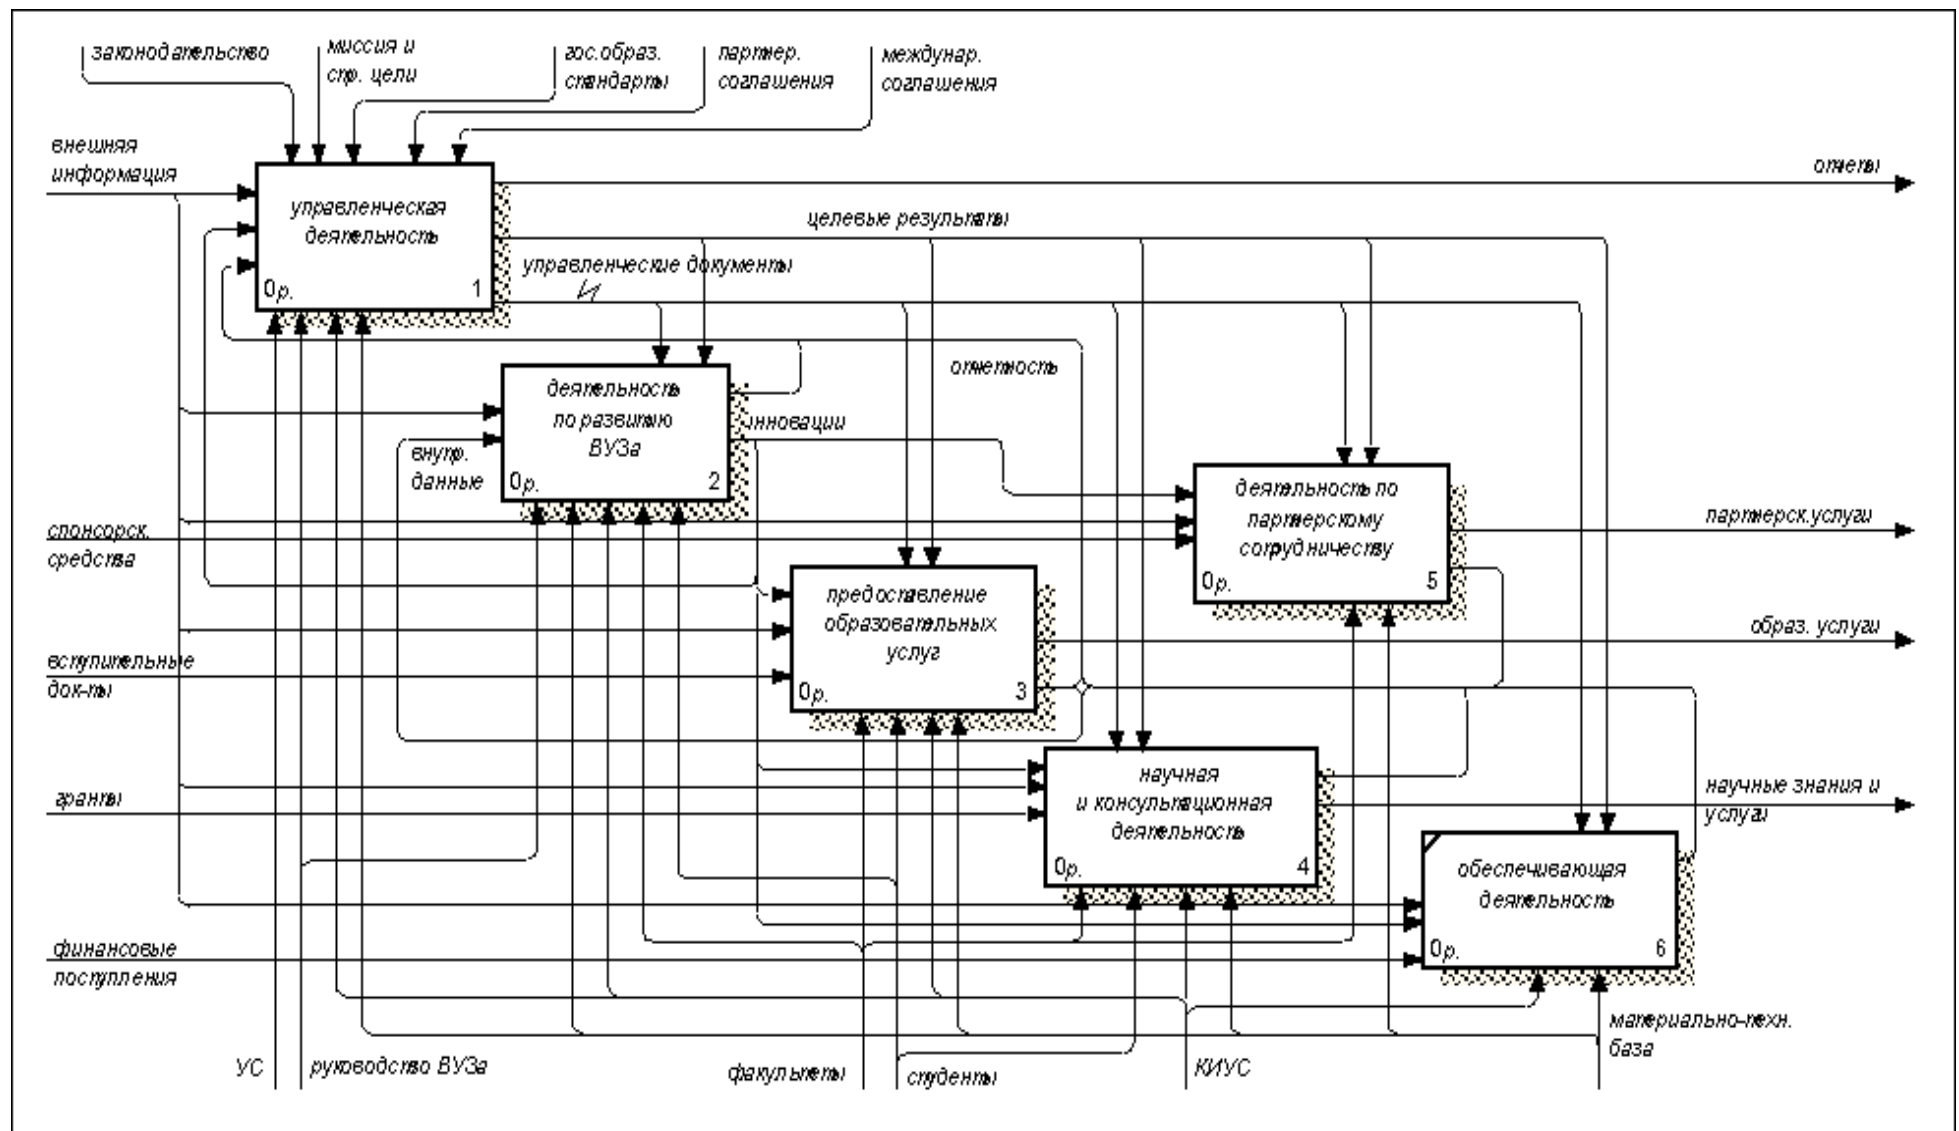 законодательство
миссия и
стр. цели
гос.образ.
стандарты
партнер.
соглашения
междунар.
соглашения
внешняя
информация
отчеты
управленческая
деятельность
0р. 1
целевые результаты
управленческие документы
отчетность
деятельность
по развитию
ВУЗа
0р. 2
инновации
внутр.
данные
деятельность по
партнерскому
сотрудничеству
0р. 5
партнерск.услуги
спонсорск.
средства
предоставление
образовательных
услуг
0р. 3
образ. услуги
вступительные
док-ты
научная
и консультационная
деятельность
0р. 4
научные знания и
услуги
гранты
обеспечивающая
деятельность
0р. 6
финансовые
поступления
материально-техн.
база
УС
руководство ВУЗа
факультеты
студенты
КИУС